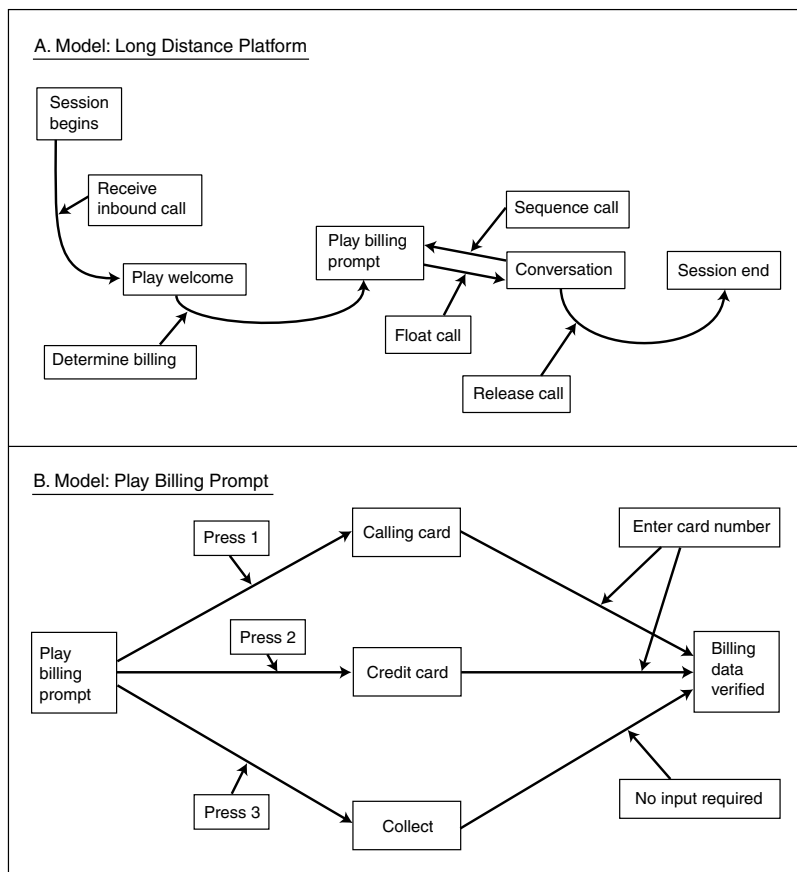 A. Model: Long Distance Platform
Session
begins
Receive
inbound call
Play welcome
Determine billing
Play billing
prompt
Sequence call
Conversation
Session end
Float call
Release call
B. Model: Play Billing Prompt
Press 1
Calling card
Enter card number
Play
billing
prompt
Press 2
Credit card
Billing
data
verified
Press 3
Collect
No input required